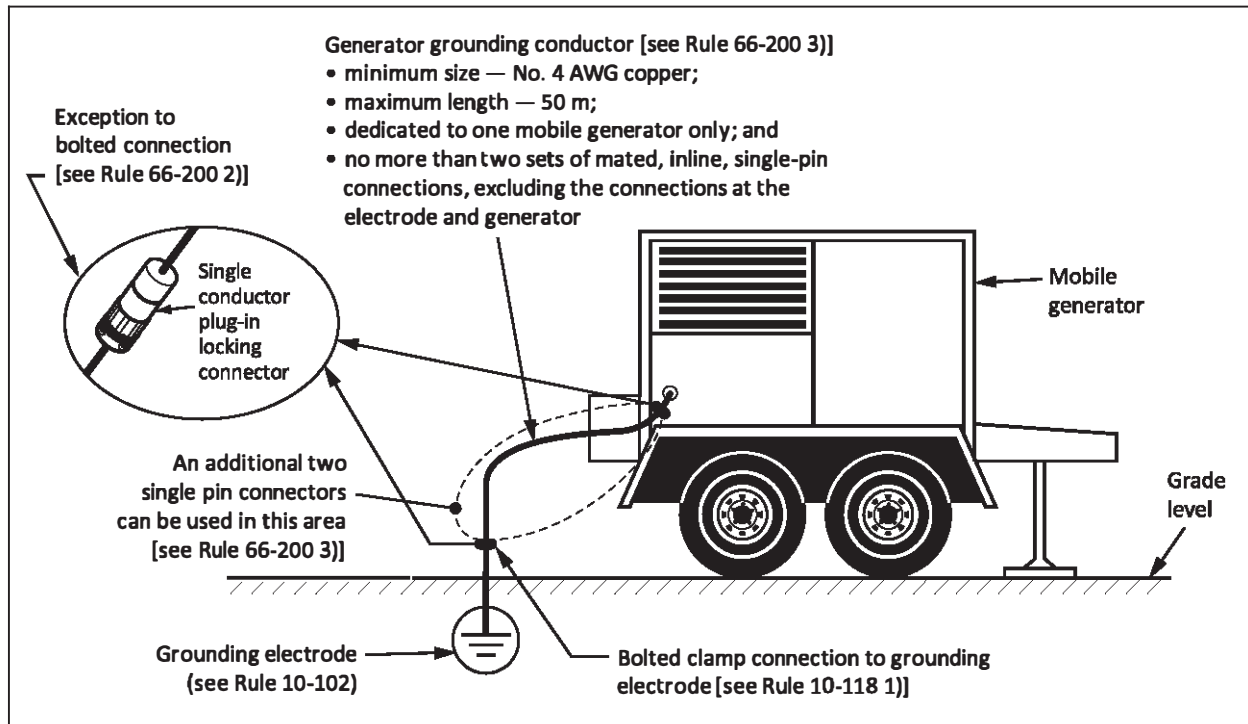 Generator grounding conductor [see Rule 66-200 3)]
• minimum size — No. 4 AWG copper;
• maximum length — 50 m;
• dedicated to one mobile generator only; and
• no more than two sets of mated, inline, single-pin
connections, excluding the connections at the
electrode and generator
Exception to
bolted connection
[see Rule 66-200 2)]
Single
conductor
plug-in
locking
connector
Mobile
generator
An additional two
single pin connectors
can be used in this area
[see Rule 66-200 3)]
Grade
level
Grounding electrode
(see Rule 10-102)
Bolted clamp connection to grounding
electrode [see Rule 10-118 1)]